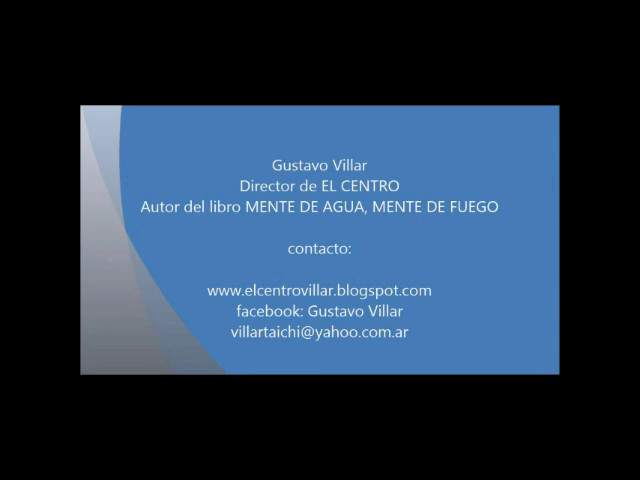 Gustavo Villar
Director de EL CENTRO
Autor del libro MENTE DE AGUA, MENTE DE FUEGO
contacto:
www.elcentrovillar.blogspot.com
facebook: Gustavo Villar
villartaichi@yahoo.com.ar